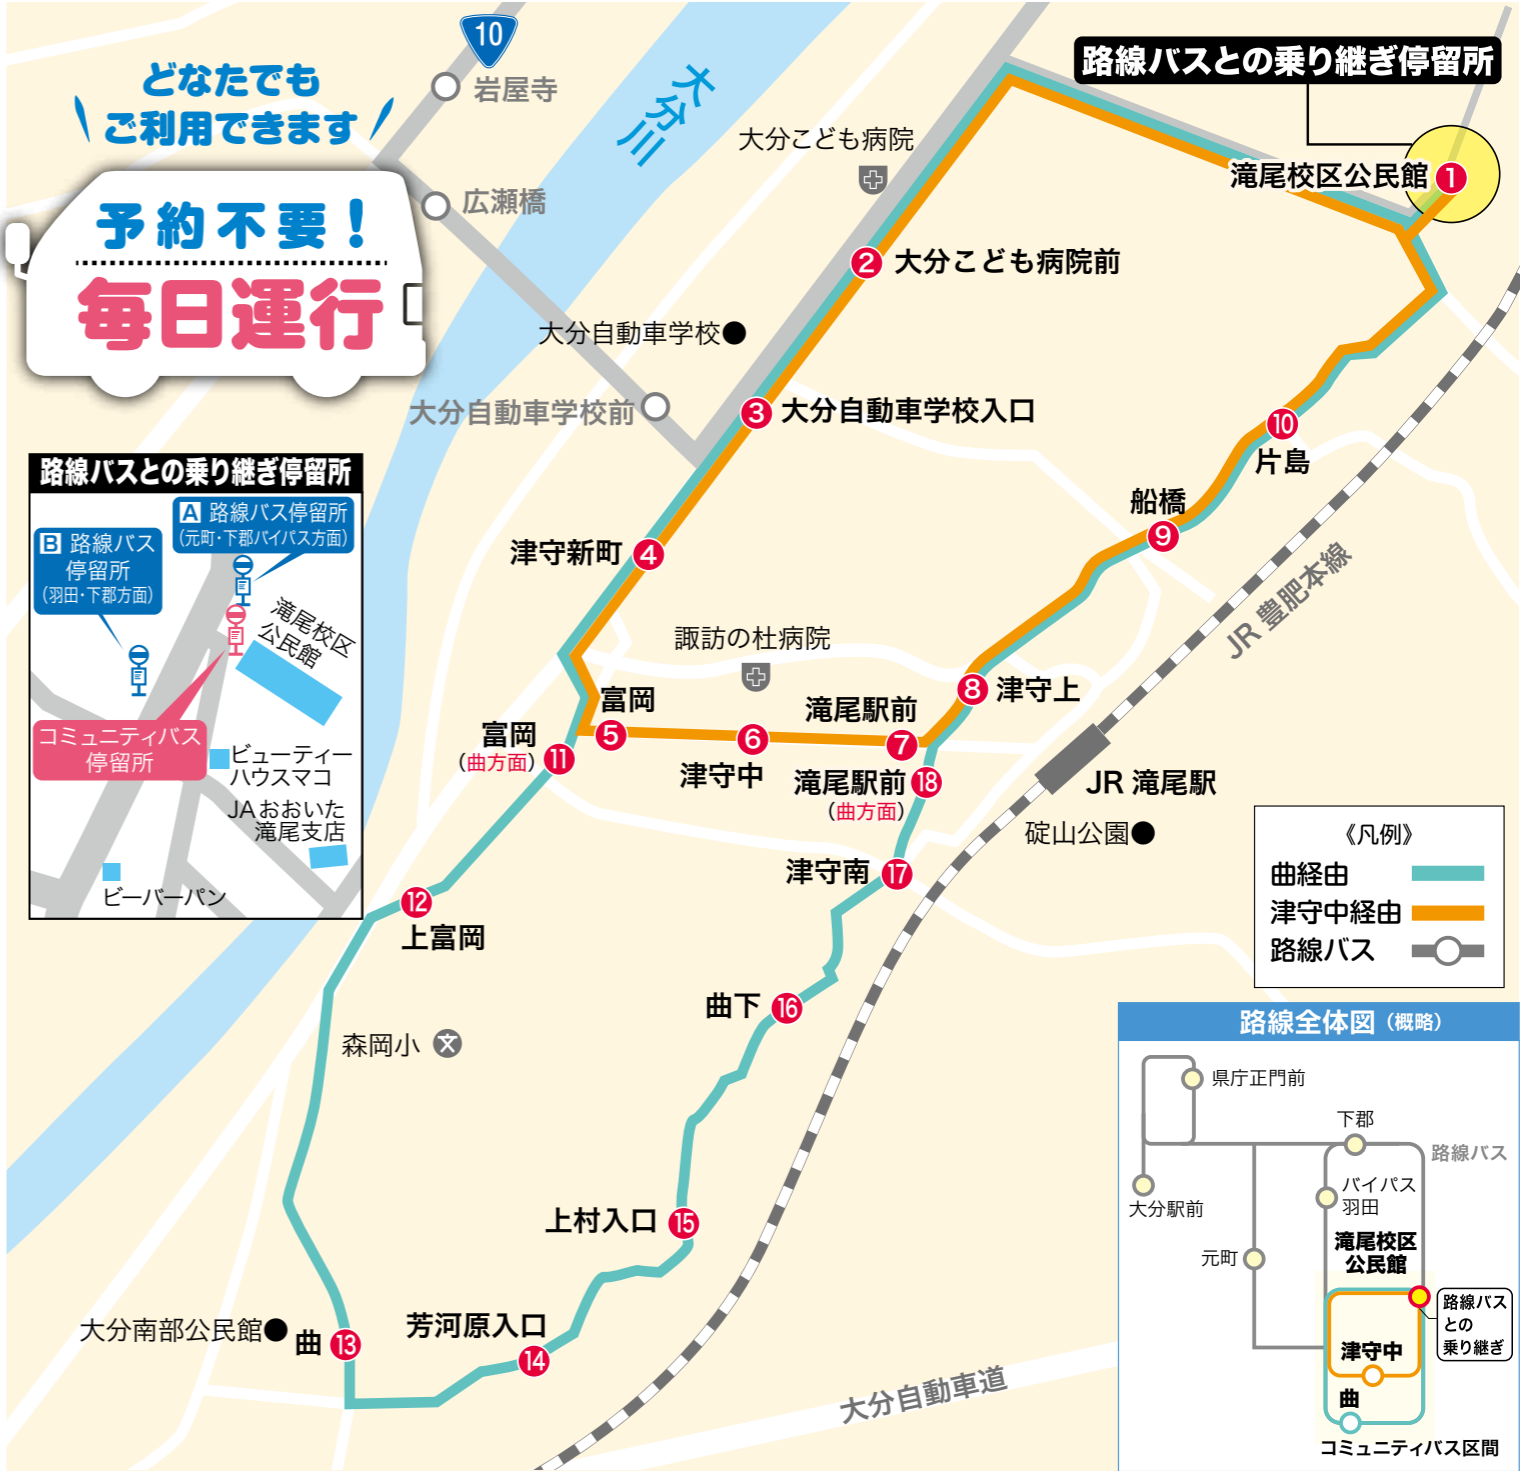 どなたでも
ご利用できます
予約不要！
毎日運行
10
岩屋寺
広瀬橋
大分川
大分こども病院
路線バスとの乗り継ぎ停留所
滝尾校区公民館 1
2 大分こども病院前
大分自動車学校
大分自動車学校前
3 大分自動車学校入口
10
片島
船橋
9
津守新町 4
JR 豊肥本線
諏訪の杜病院
8 津守上
富岡
5
6
津守中
滝尾駅前
7
富岡
（曲方面）
11
滝尾駅前 18
（曲方面）
JR 滝尾駅
碇山公園
津守南 17
12
上富岡
曲下 16
森岡小 文
上村入口 15
芳河原入口
14
大分南部公民館
曲 13
大分自動車道
路線バスとの乗り継ぎ停留所
A 路線バス停留所
（元町・下郡バイパス方面）
B 路線バス
停留所
（羽田・下郡方面）
滝尾校区
公民館
コミュニティバス
停留所
ビューティー
ハウスマコ
JAおおいた
滝尾支店
ビーバーパン
《凡例》
曲経由
津守中経由
路線バス
路線全体図（概略）
県庁正門前
下郡
路線バス
大分駅前
バイパス
羽田
元町
滝尾校区
公民館
路線バス
との
乗り継ぎ
津守中
曲
コミュニティバス区間